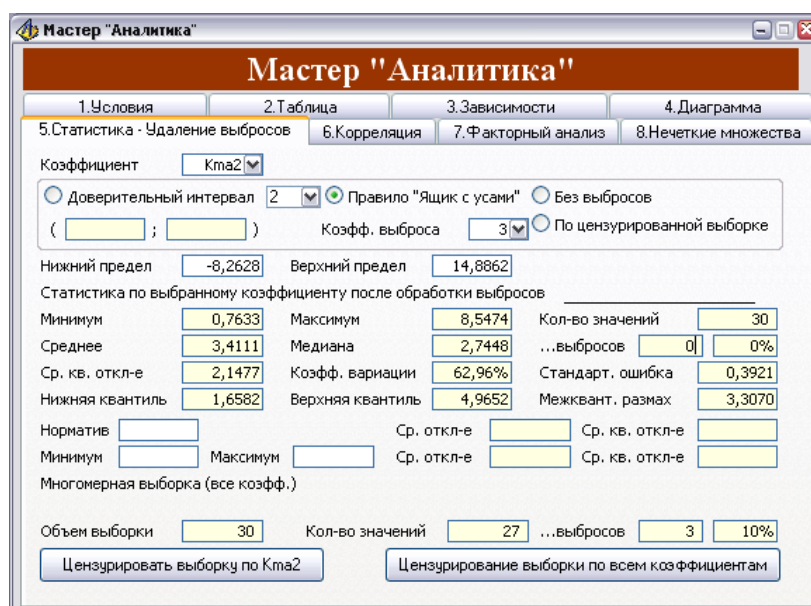 Мастер "Аналитика"
Мастер "Аналитика"
1.Условия 2.Таблица 3.Зависимости 4.Диаграмма
5.Статистика - Удаление выбросов 6.Корреляция 7.Факторный анализ 8.Нечеткие множества
Коэффициент Kma2
Доверительный интервал 2 Правило "Ящик с усами" Без выбросов
( ; ) Коэфф. выброса 3 По цензурированной выборке
Нижний предел -8,2628 Верхний предел 14,8862
Статистика по выбранному коэффициенту после обработки выбросов
Минимум 0,7633 Максимум 8,5474 Кол-во значений 30
Среднее 3,4111 Медиана 2,7448 ...выбросов 0 0%
Ср. кв. откл-е 2,1477 Коэфф. вариации 62,96% Стандарт. ошибка 0,3921
Нижняя квантиль 1,6582 Верхняя квантиль 4,9652 Межквант. размах 3,3070
Норматив Ср. откл-е Ср. кв. откл-е
Минимум Максимум Ср. откл-е Ср. кв. откл-е
Многомерная выборка (все коэфф.)
Объем выборки 30 Кол-во значений 27 ...выбросов 3 10%
Цензурировать выборку по Kma2 Цензурирование выборки по всем коэффициентам